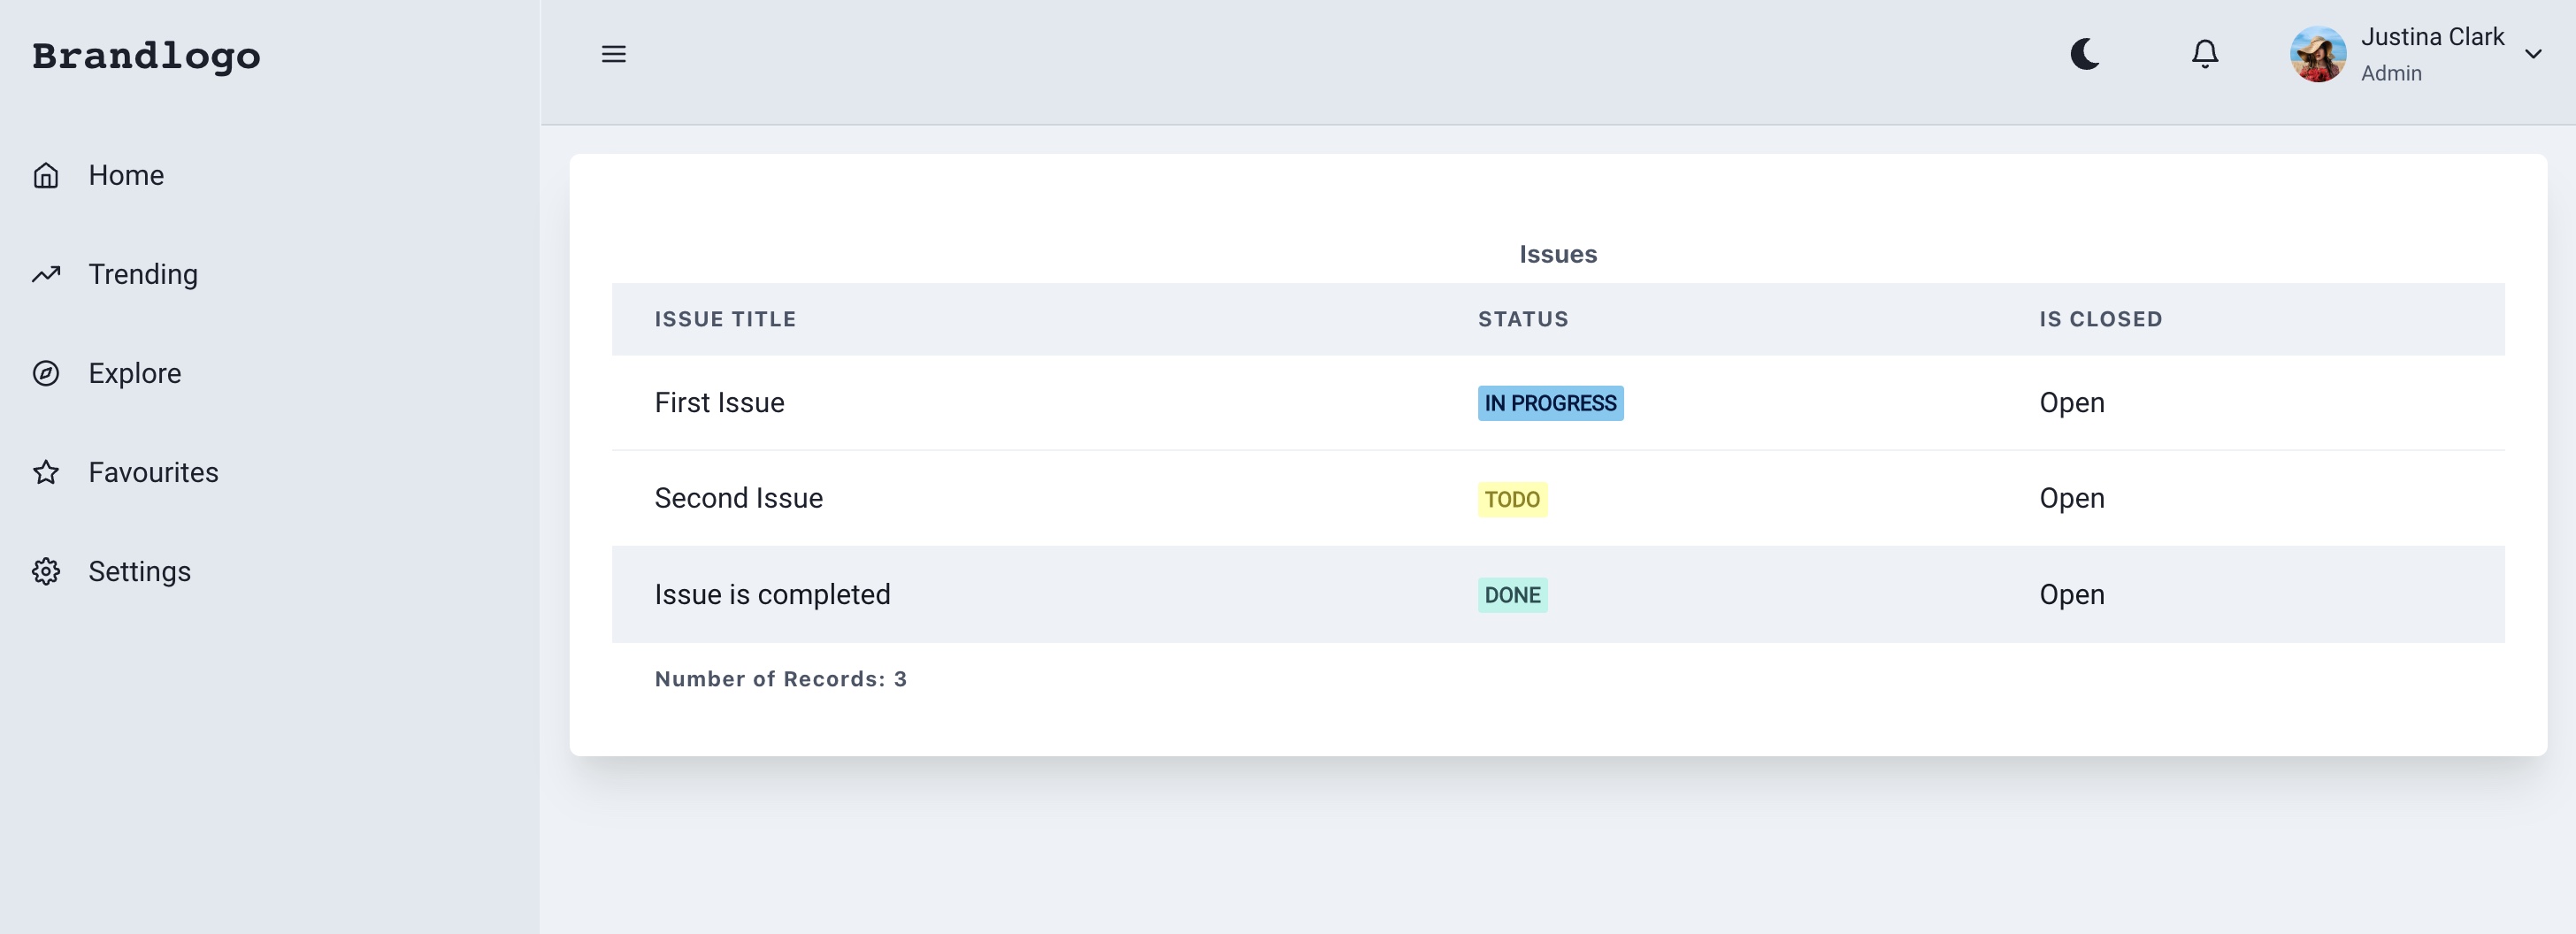 Brandlogo
Home
Trending
Explore
Favourites
Settings
Justina Clark
Admin
Issues
ISSUE TITLE STATUS IS CLOSED
First Issue IN PROGRESS Open
Second Issue TODO Open
Issue is completed DONE Open
Number of Records: 3